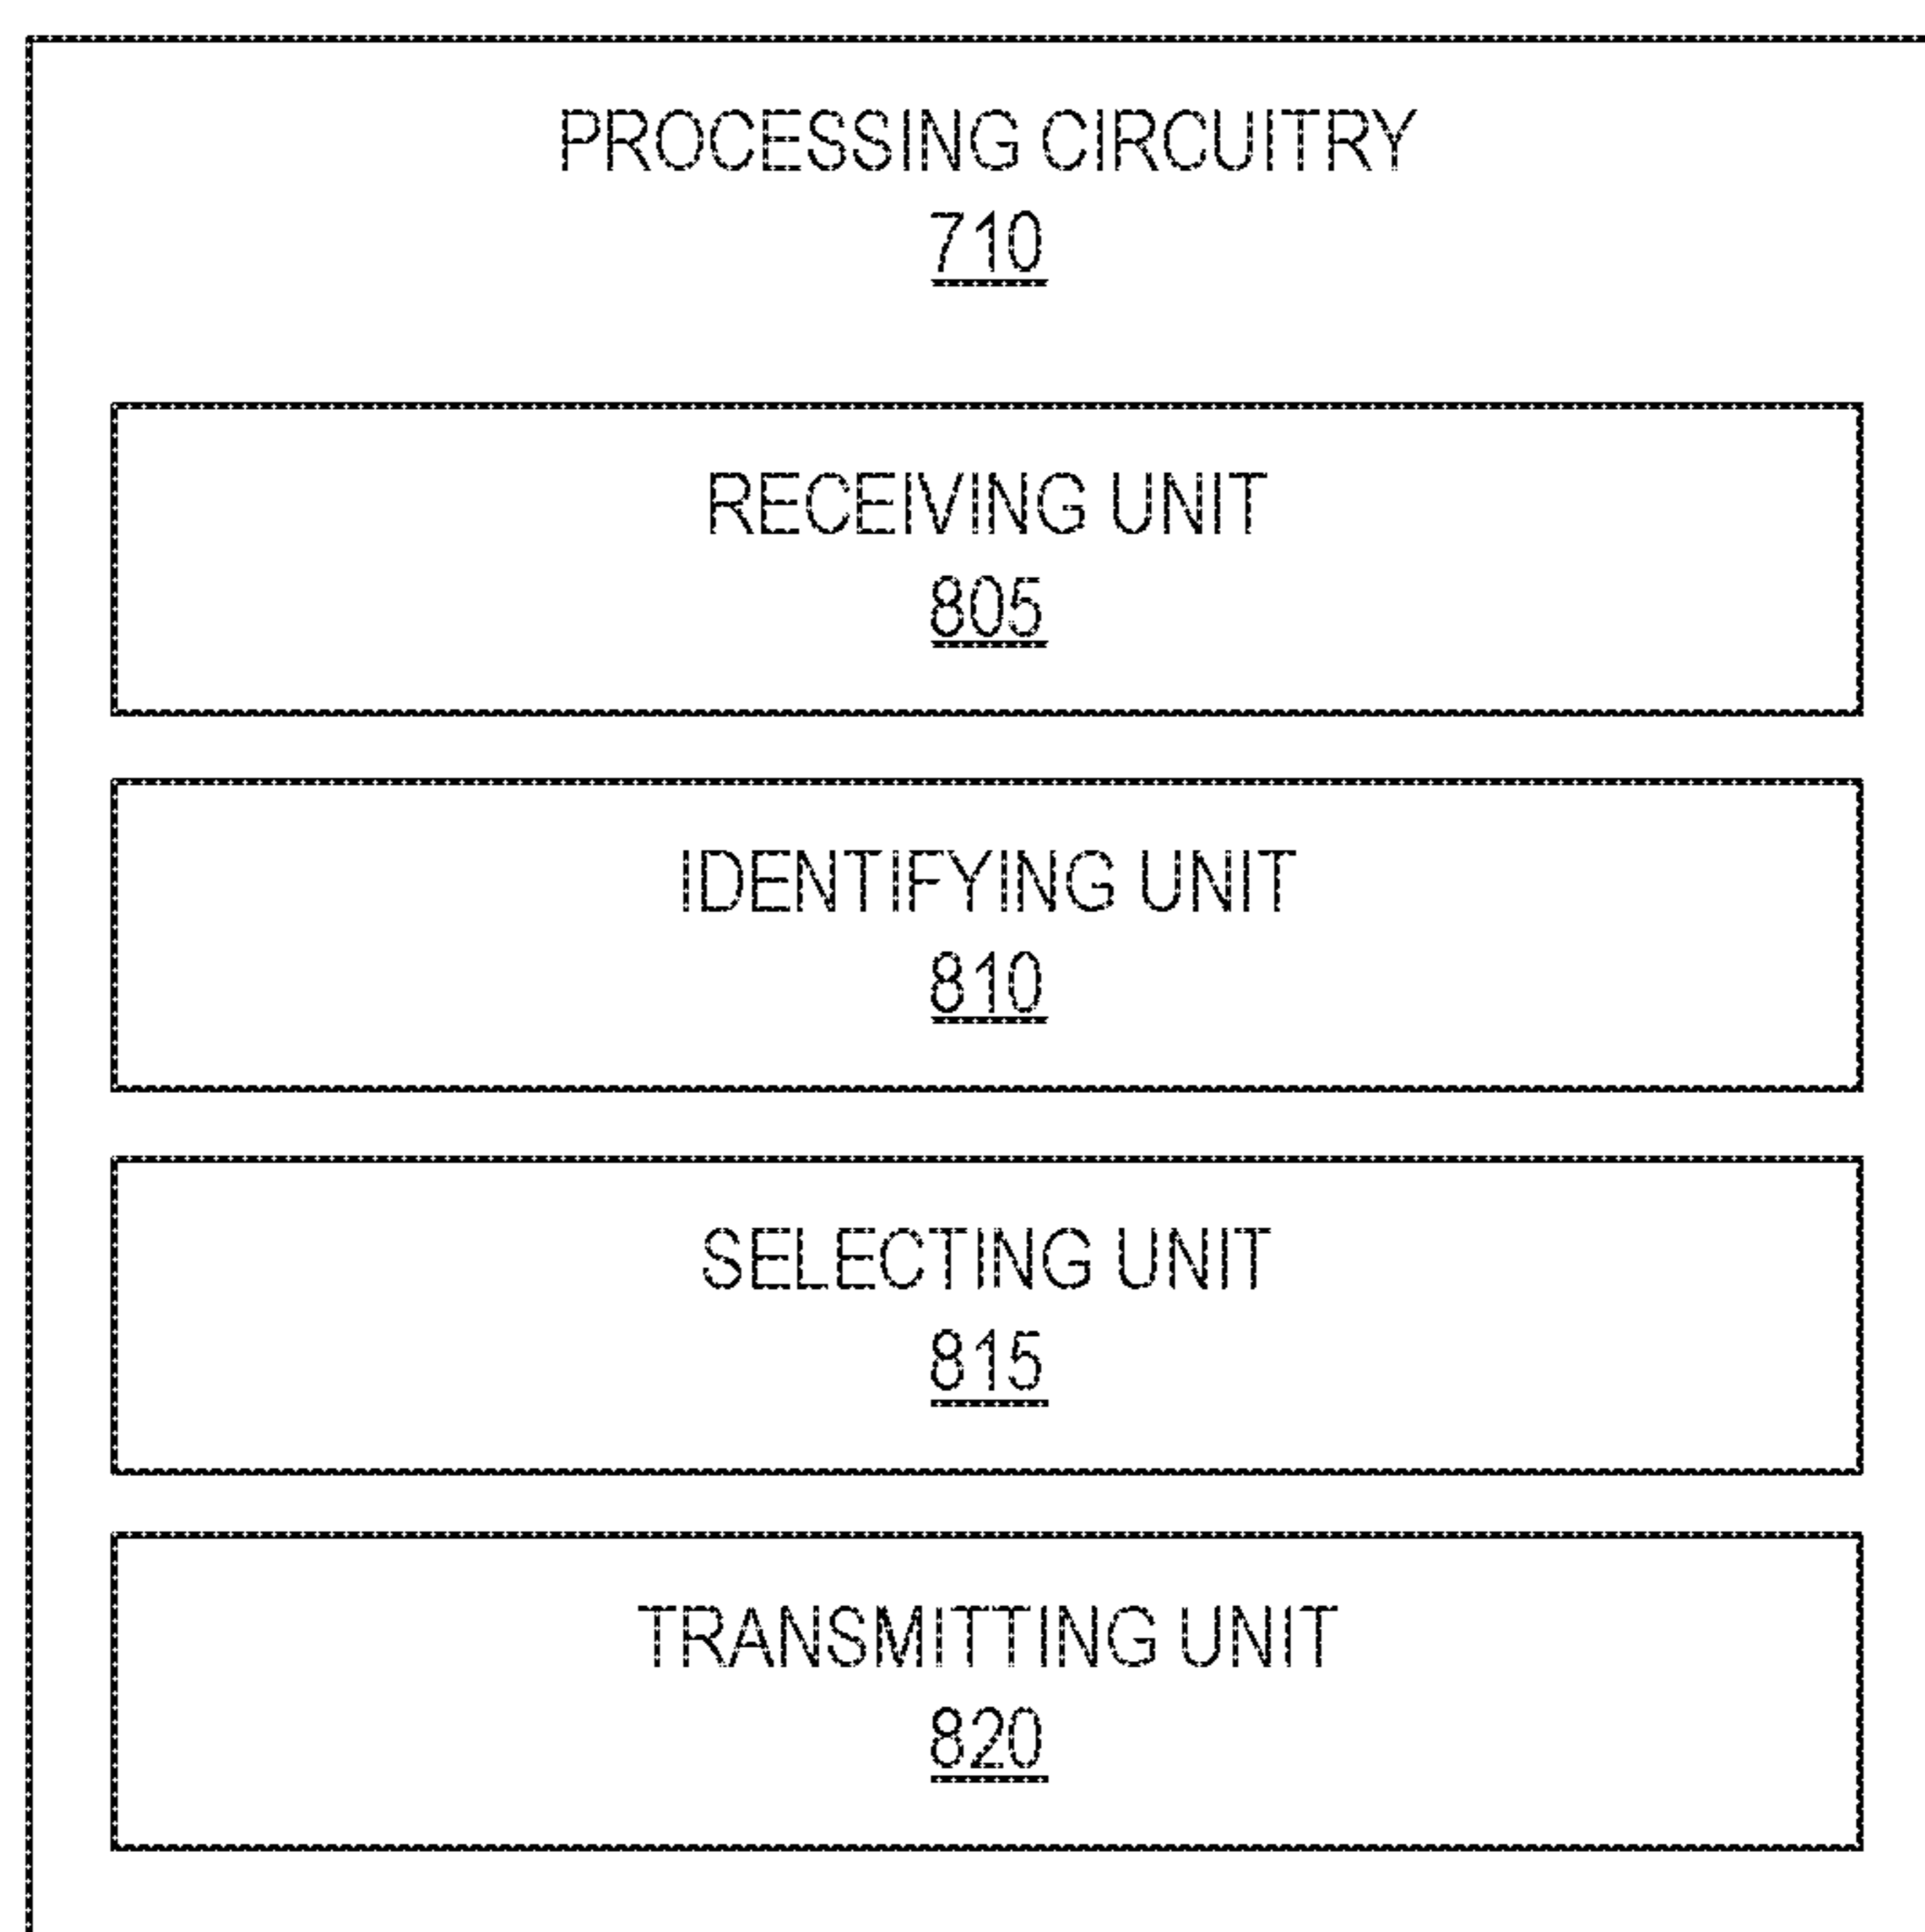 PROCESSING CIRCUITRY
710
RECEIVING UNIT
805
IDENTIFYING UNIT
810
SELECTING UNIT
815
TRANSMITTING UNIT
820